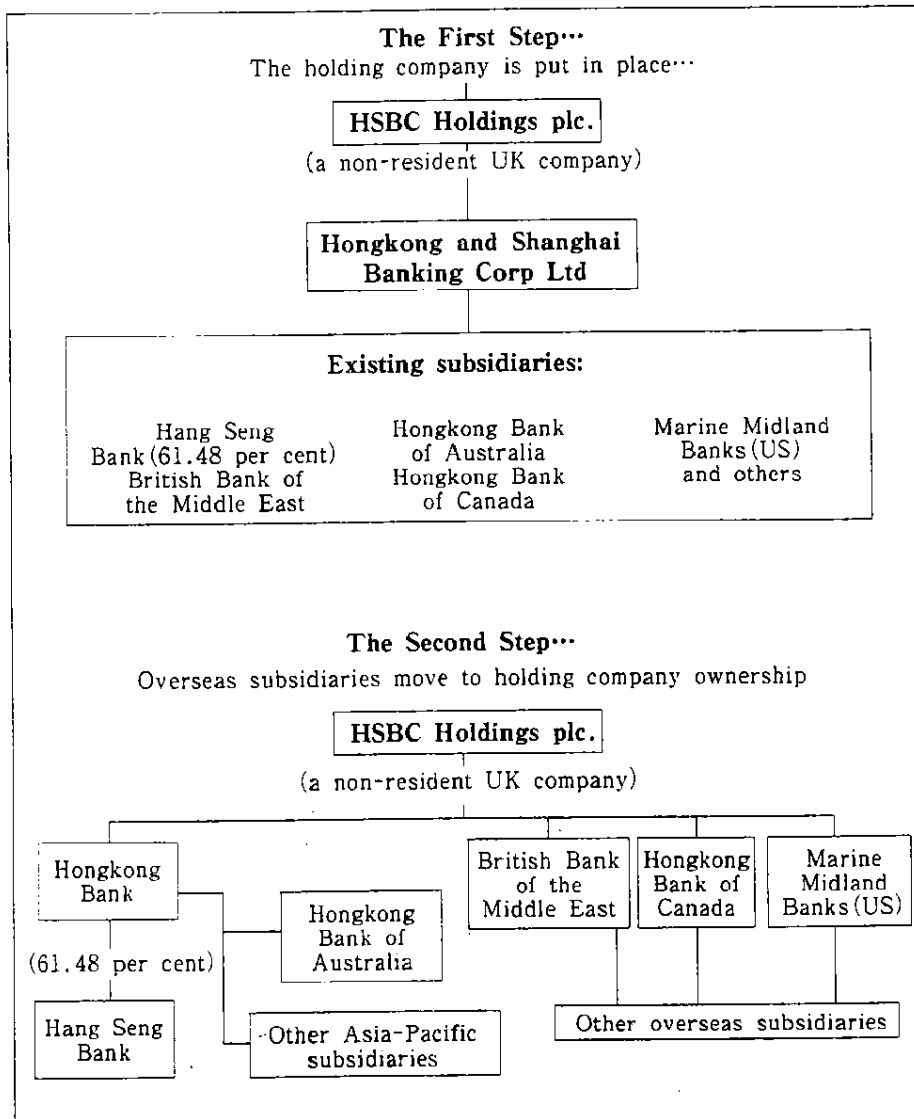 The First Step…
The holding company is put in place…
HSBC Holdings plc.
(a non-resident UK company)
Hongkong and Shanghai
Banking Corp Ltd
Existing subsidiaries:
Hang Seng
Bank(61.48 per cent)
British Bank of
the Middle East
Hongkong Bank
of Australia
Hongkong Bank
of Canada
Marine Midland
Banks(US)
and others
The Second Step…
Overseas subsidiaries move to holding company ownership
HSBC Holdings plc.
(a non-resident UK company)
Hongkong
Bank
(61.48 per cent)
Hang Seng
Bank
Hongkong
Bank of
Australia
Other Asia-Pacific
subsidiaries
British Bank
of the
Middle East
Hongkong
Bank of
Canada
Marine
Midland
Banks(US)
Other overseas subsidiaries